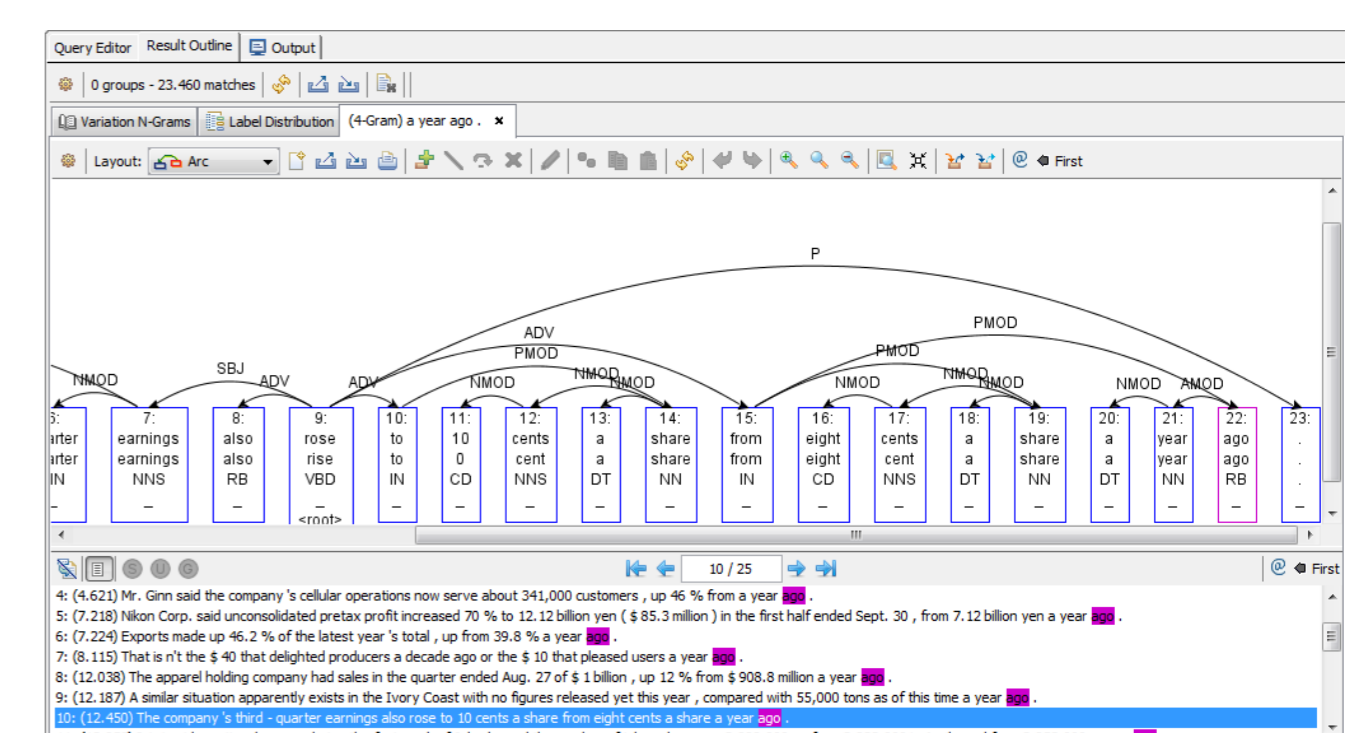 Query Editor Result Outline Output
0 groups - 23.460 matches
Variation N-Grams Label Distribution (4-Gram) a year ago . ×
Layout: Arc @ First
P
ADV PMOD
PMOD PMOD
SBJ NMOD NMOD
NMOD ADV ADV NMOD NMOD NMOD NMOD NMOD AMOD
6: 7: 8: 9: 10: 11: 12: 13: 14: 15: 16: 17: 18: 19: 20: 21: 22: 23:
arter earnings also rose to 10 cents a share from eight cents a share a year ago .
arter earnings also rise to 0 cent a share from eight cent a share a year ago .
IN NNS RB VBD IN CD NNS DT NN IN CD NNS DT NN DT NN RB .
_ _ _ _ _ _ _ _ _ _ _ _ _ _ _ _ _ _
<root>
S U G 10 / 25 @ First
4: (4.621) Mr. Ginn said the company 's cellular operations now serve about 341,000 customers , up 46 % from a year ago .
5: (7.218) Nikon Corp. said unconsolidated pretax profit increased 70 % to 12.12 billion yen ( $ 85.3 million ) in the first half ended Sept. 30 , from 7.12 billion yen a year ago .
6: (7.224) Exports made up 46.2 % of the latest year 's total , up from 39.8 % a year ago .
7: (8.115) That is n't the $ 40 that delighted producers a decade ago or the $ 10 that pleased users a year ago .
8: (12.038) The apparel holding company had sales in the quarter ended Aug. 27 of $ 1 billion , up 12 % from $ 908.8 million a year ago .
9: (12.187) A similar situation apparently exists in the Ivory Coast with no figures released yet this year , compared with 55,000 tons as of this time a year ago .
10: (12.450) The company 's third - quarter earnings also rose to 10 cents a share from eight cents a share a year ago .